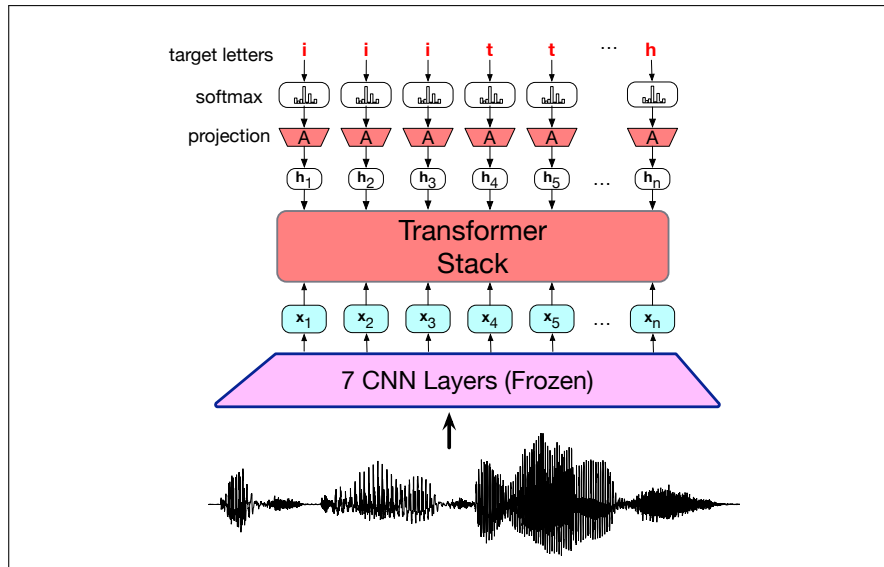 target letters i i i t t ... h
softmax
projection A A A A A A
h1 h2 h3 h4 h5 ... hn
Transformer
Stack
x1 x2 x3 x4 x5 ... xn
7 CNN Layers (Frozen)